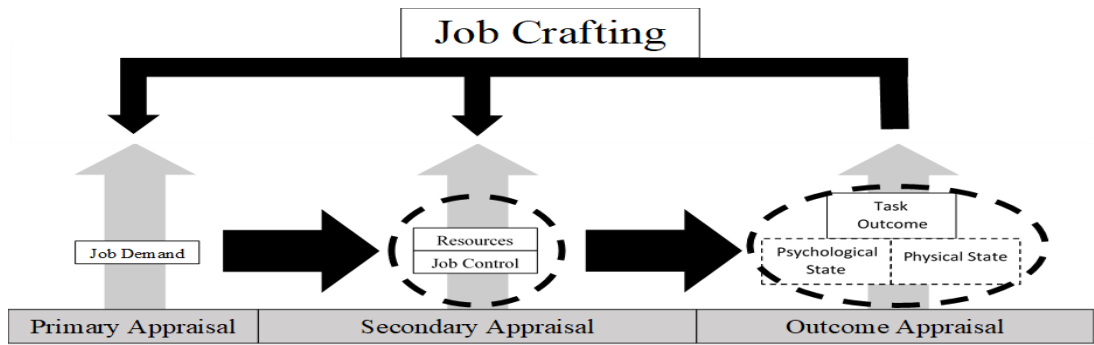 Job Crafting
Job Demand
Resources
Job Control
Task
Outcome
Psychological
State
Physical State
Primary Appraisal
Secondary Appraisal
Outcome Appraisal